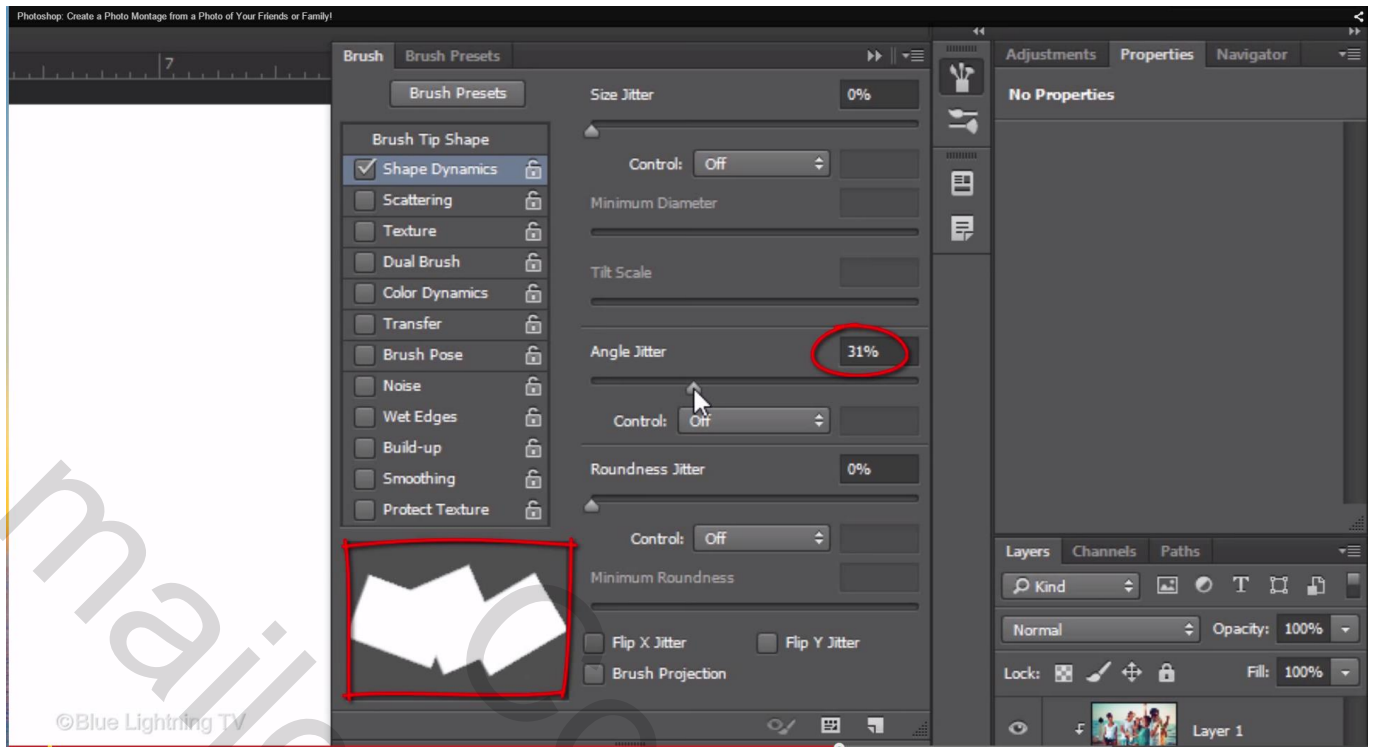 Photoshop: Create a Photo Montage from a Photo of Your Friends or Family!
7
Brush Brush Presets
Brush Presets
Brush Tip Shape
Shape Dynamics
Scattering
Texture
Dual Brush
Color Dynamics
Transfer
Brush Pose
Noise
Wet Edges
Build-up
Smoothing
Protect Texture
Size Jitter 0%
Control: Off
Minimum Diameter
Tilt Scale
Angle Jitter 31%
Control: Off
Roundness Jitter 0%
Control: Off
Minimum Roundness
Flip X Jitter Flip Y Jitter
Brush Projection
Adjustments Properties Navigator
No Properties
Layers Channels Paths
Kind
Normal Opacity: 100%
Lock: Fill: 100%
Layer 1
©Blue Lightning TV